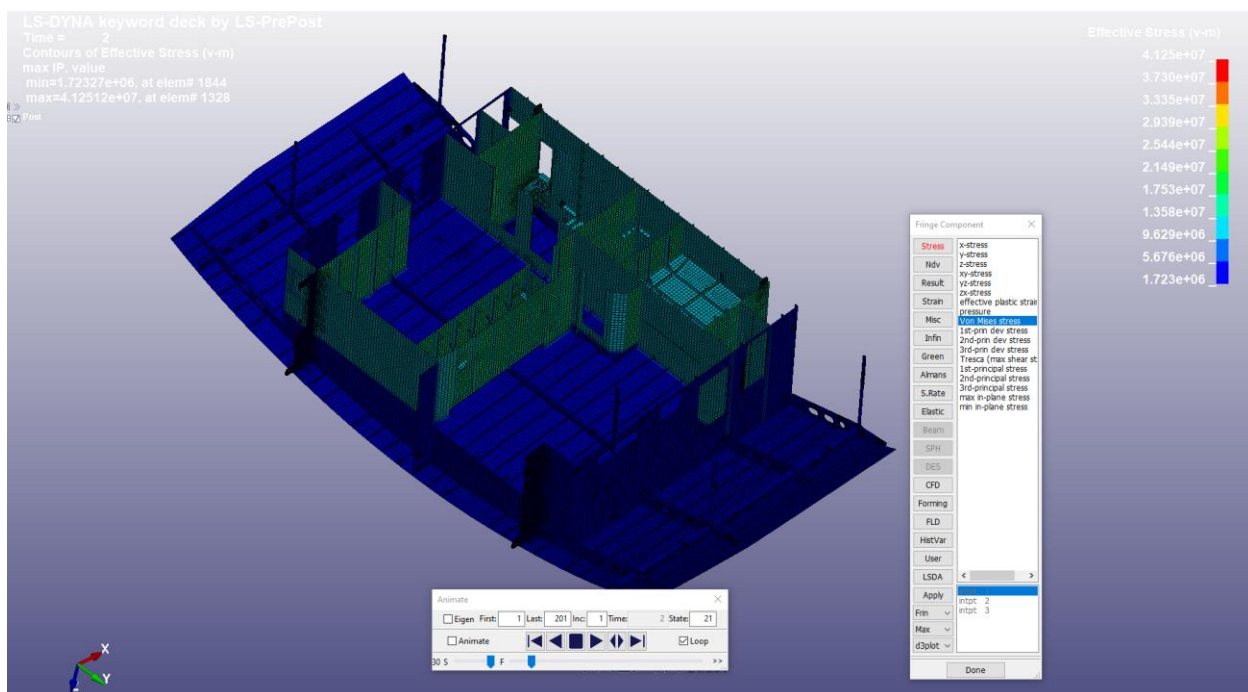 LS-DYNA keyword deck by LS-PrePost
Time = 2
Contours of Effective Stress (v-m)
max IP. value
min=1.72327e+06, at elem# 1844
max=4.12512e+07, at elem# 1328
Post
Effective Stress (v-m)
4.125e+07
3.730e+07
3.335e+07
2.939e+07
2.544e+07
2.149e+07
1.753e+07
1.358e+07
9.629e+06
5.676e+06
1.723e+06
Fringe Component
Stress
Ndv
Result
Strain
Misc
Infin
Green
Almans
S.Rate
Elastic
Beam
SPH
DES
CFD
Forming
FLD
HistVar
User
LSDA
Apply
Frin
Max
d3plot
x-stress
y-stress
z-stress
xy-stress
yz-stress
zx-stress
effective plastic strain
pressure
Von Mises stress
1st-prin dev stress
2nd-prin dev stress
3rd-prin dev stress
Tresca (max shear st
1st-principal stress
2nd-principal stress
3rd-principal stress
max in-plane stress
min in-plane stress
intpt 2
intpt 3
Done
Animate
Eigen First: 1 Last: 201 Inc: 1 Time: 2 State: 21
Animate Loop
30 S F >>
X
Y